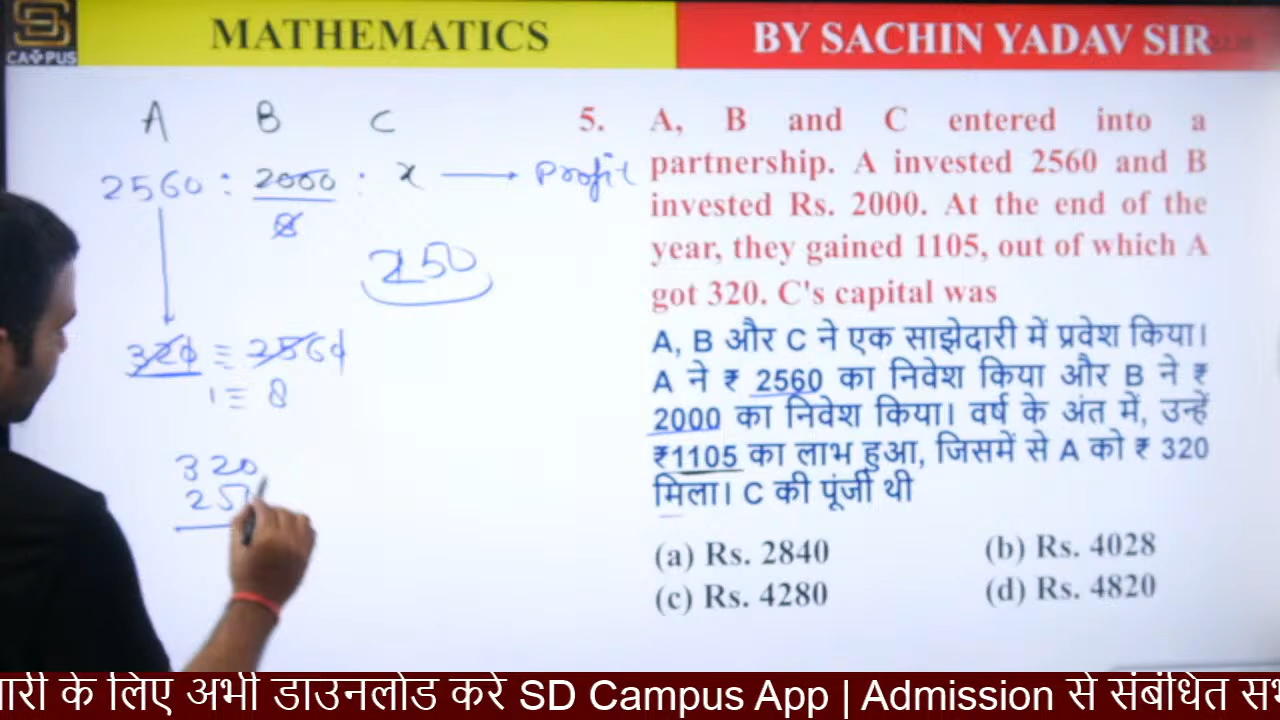 CAMPUS
MATHEMATICS
BY SACHIN YADAV SIR
A B C
2560 : 2000 : x → Profit
8
250
320 ≡ 2560
1 ≡ 8
320
25
5. A, B and C entered into a
partnership. A invested 2560 and B
invested Rs. 2000. At the end of the
year, they gained 1105, out of which A
got 320. C's capital was
A, B और C ने एक साझेदारी में प्रवेश किया।
A ने ₹ 2560 का निवेश किया और B ने ₹
2000 का निवेश किया। वर्ष के अंत में, उन्हें
₹1105 का लाभ हुआ, जिसमें से A को ₹ 320
मिला। C की पूंजी थी
(a) Rs. 2840 (b) Rs. 4028
(c) Rs. 4280 (d) Rs. 4820
ारी के लिए अभी डाउनलोड करे SD Campus App | Admission से संबंधित सभ